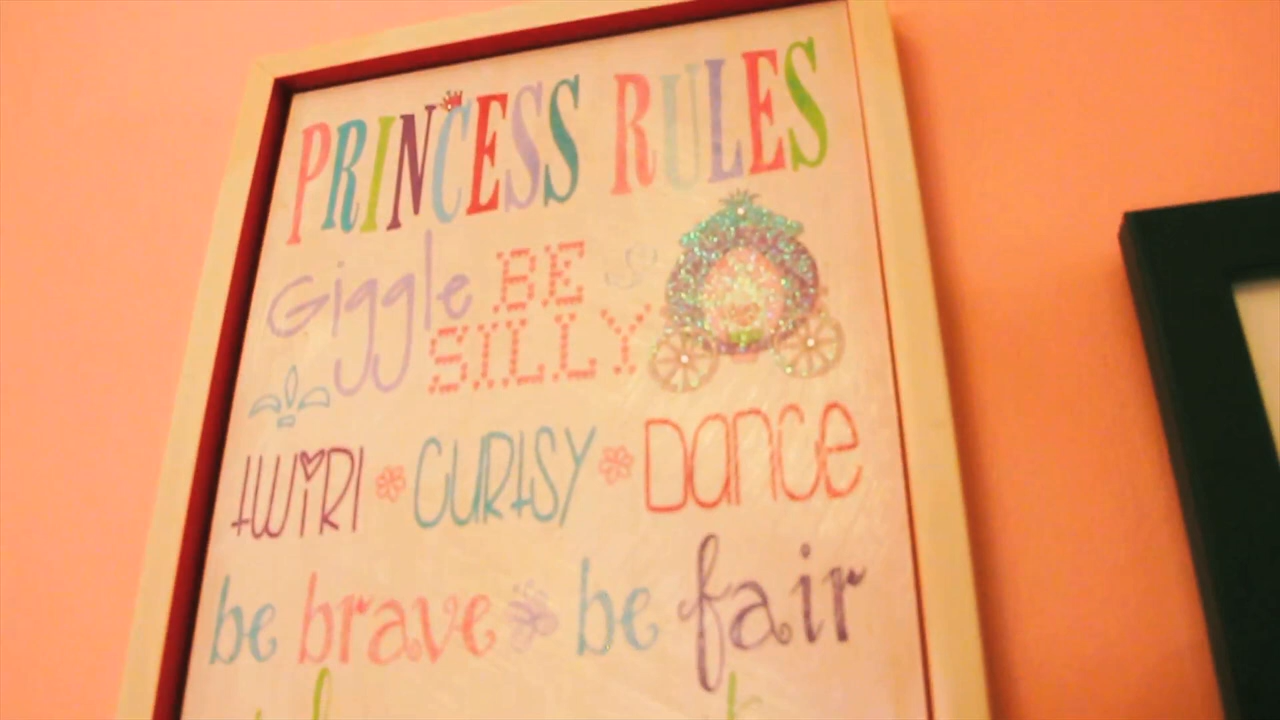 PRINCESS RULES
Giggle BE
SILLY
tWiRl CURtSY DANCE
be brave be fair